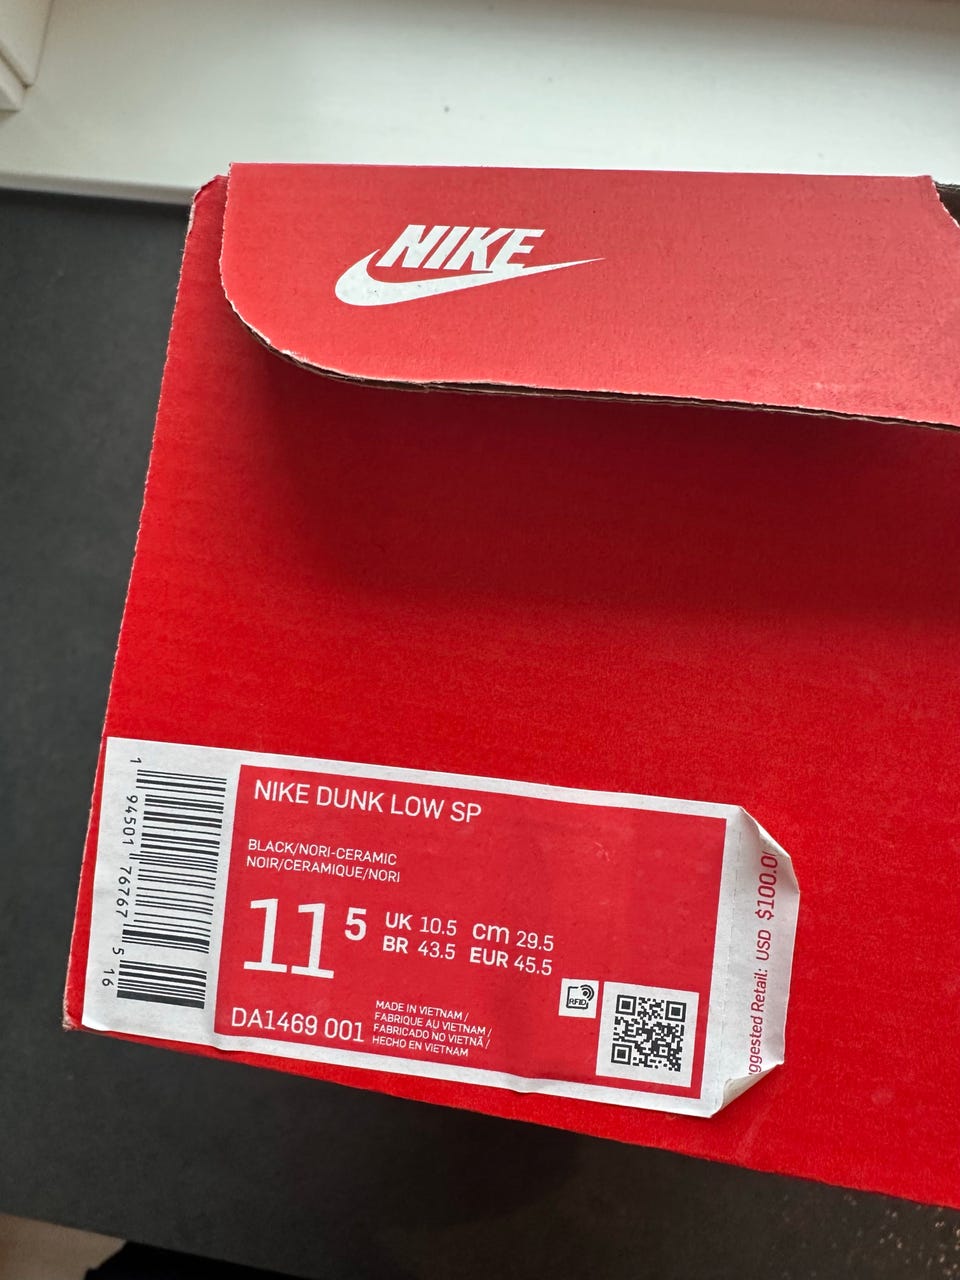 NIKE
1 94501 76767 5 16
NIKE DUNK LOW SP
BLACK/NORI-CERAMIC
NOIR/CERAMIQUE/NORI
11 5
UK 10.5 cm 29.5
BR 43.5 EUR 45.5
RFID
DA1469 001
MADE IN VIETNAM /
FABRIQUE AU VIETNAM /
FABRICADO NO VIETNÃ /
HECHO EN VIETNAM
ggested Retail: USD $100.0